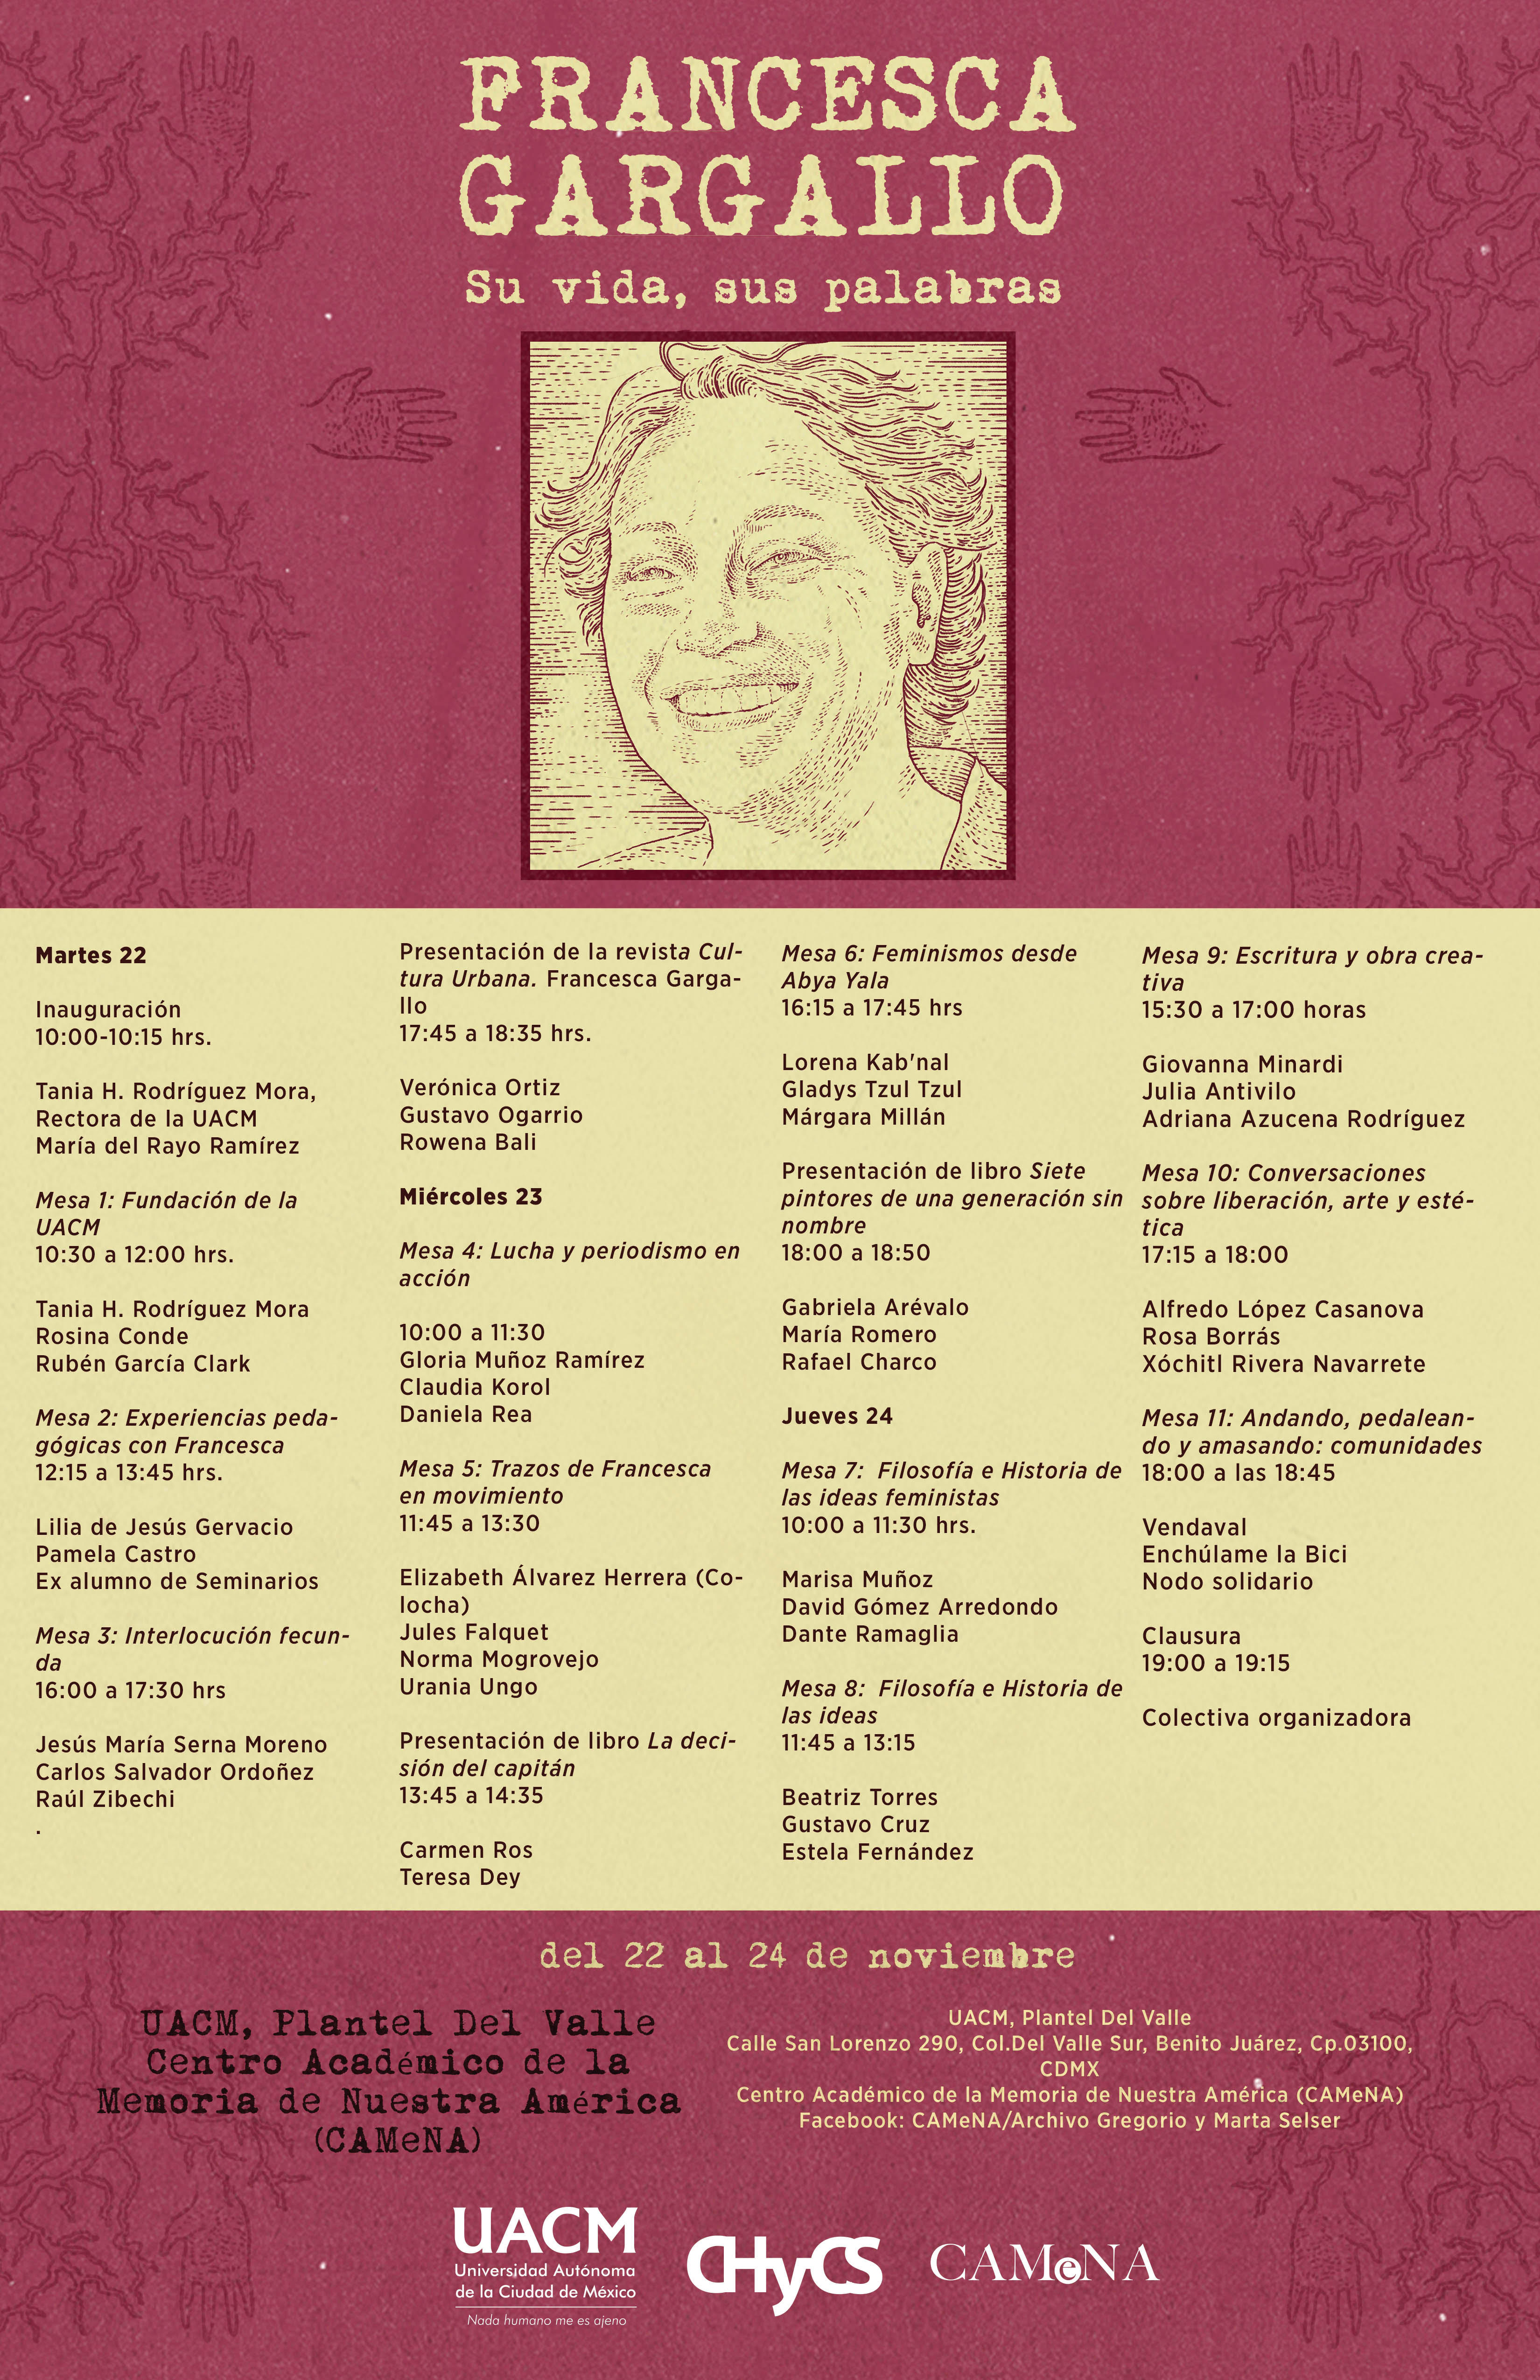 FRANCESCA
GARGALLO
Su vida, sus palabras
Martes 22
Inauguración
10:00-10:15 hrs.
Tania H. Rodríguez Mora,
Rectora de la UACM
María del Rayo Ramírez
Mesa 1: Fundación de la
UACM
10:30 a 12:00 hrs.
Tania H. Rodríguez Mora
Rosina Conde
Rubén García Clark
Mesa 2: Experiencias peda-
gógicas con Francesca
12:15 a 13:45 hrs.
Lilia de Jesús Gervacio
Pamela Castro
Ex alumno de Seminarios
Mesa 3: Interlocución fecun-
da
16:00 a 17:30 hrs
Jesús María Serna Moreno
Carlos Salvador Ordoñez
Raúl Zibechi
.
Presentación de la revista Cul-
tura Urbana. Francesca Garga-
llo
17:45 a 18:35 hrs.
Verónica Ortiz
Gustavo Ogarrio
Rowena Bali
Miércoles 23
Mesa 4: Lucha y periodismo en
acción
10:00 a 11:30
Gloria Muñoz Ramírez
Claudia Korol
Daniela Rea
Mesa 5: Trazos de Francesca
en movimiento
11:45 a 13:30
Elizabeth Álvarez Herrera (Co-
locha)
Jules Falquet
Norma Mogrovejo
Urania Ungo
Presentación de libro La deci-
sión del capitán
13:45 a 14:35
Carmen Ros
Teresa Dey
Mesa 6: Feminismos desde
Abya Yala
16:15 a 17:45 hrs
Lorena Kab'nal
Gladys Tzul Tzul
Márgara Millán
Presentación de libro Siete
pintores de una generación sin
nombre
18:00 a 18:50
Gabriela Arévalo
María Romero
Rafael Charco
Jueves 24
Mesa 7: Filosofía e Historia de
las ideas feministas
10:00 a 11:30 hrs.
Marisa Muñoz
David Gómez Arredondo
Dante Ramaglia
Mesa 8: Filosofía e Historia de
las ideas
11:45 a 13:15
Beatriz Torres
Gustavo Cruz
Estela Fernández
Mesa 9: Escritura y obra crea-
tiva
15:30 a 17:00 horas
Giovanna Minardi
Julia Antivilo
Adriana Azucena Rodríguez
Mesa 10: Conversaciones
sobre liberación, arte y esté-
tica
17:15 a 18:00
Alfredo López Casanova
Rosa Borrás
Xóchitl Rivera Navarrete
Mesa 11: Andando, pedalean-
do y amasando: comunidades
18:00 a las 18:45
Vendaval
Enchúlame la Bici
Nodo solidario
Clausura
19:00 a 19:15
Colectiva organizadora
del 22 al 24 de noviembre
UACM, Plantel Del Valle
Centro Académico de la
Memoria de Nuestra América
(CAMeNA)
UACM, Plantel Del Valle
Calle San Lorenzo 290, Col.Del Valle Sur, Benito Juárez, Cp.03100,
CDMX
Centro Académico de la Memoria de Nuestra América (CAMeNA)
Facebook: CAMeNA/Archivo Gregorio y Marta Selser
UACM
Universidad Autónoma
de la Ciudad de México
Nada humano me es ajeno
CHyCS
CAMeNA